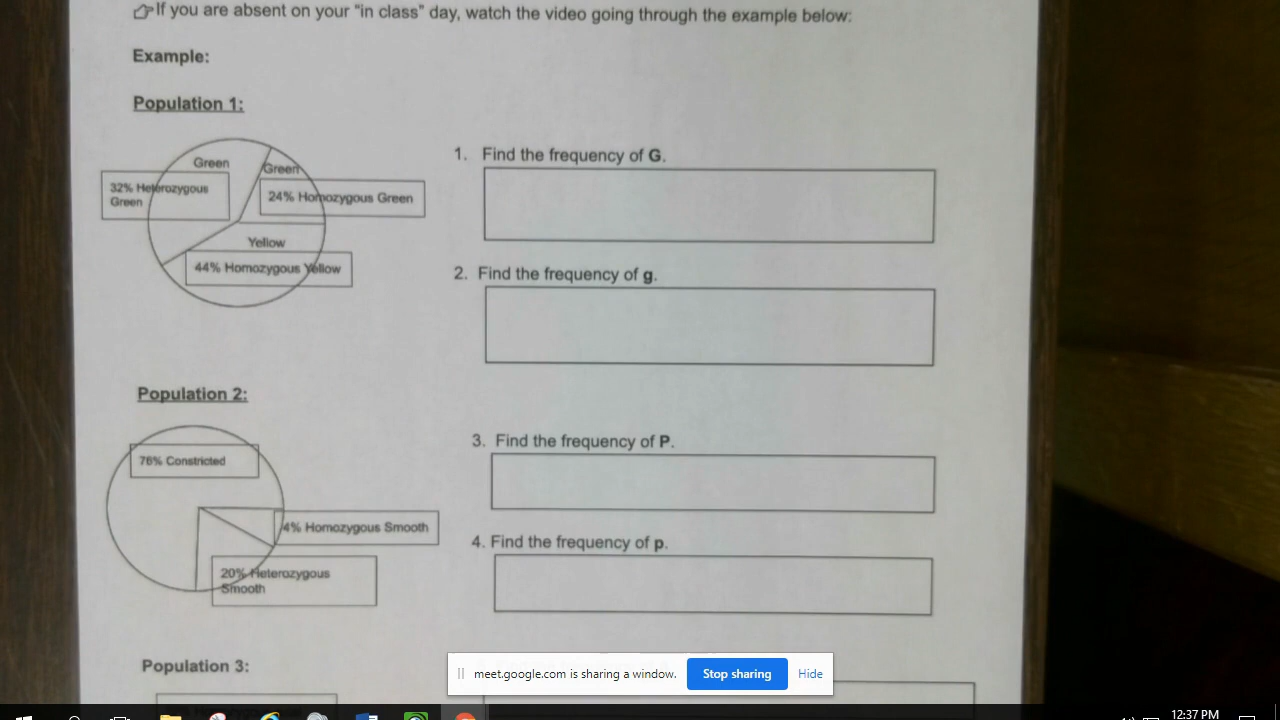 If you are absent on your “in class” day, watch the video going through the example below:
Example:
Population 1:
Green
Green
32% Heterozygous
Green
24% Homozygous Green
Yellow
44% Homozygous Yellow
1. Find the frequency of G.
2. Find the frequency of g.
Population 2:
76% Constricted
4% Homozygous Smooth
20% Heterozygous
Smooth
3. Find the frequency of P.
4. Find the frequency of p.
Population 3:
meet.google.com is sharing a window.
Stop sharing
Hide
12:37 PM